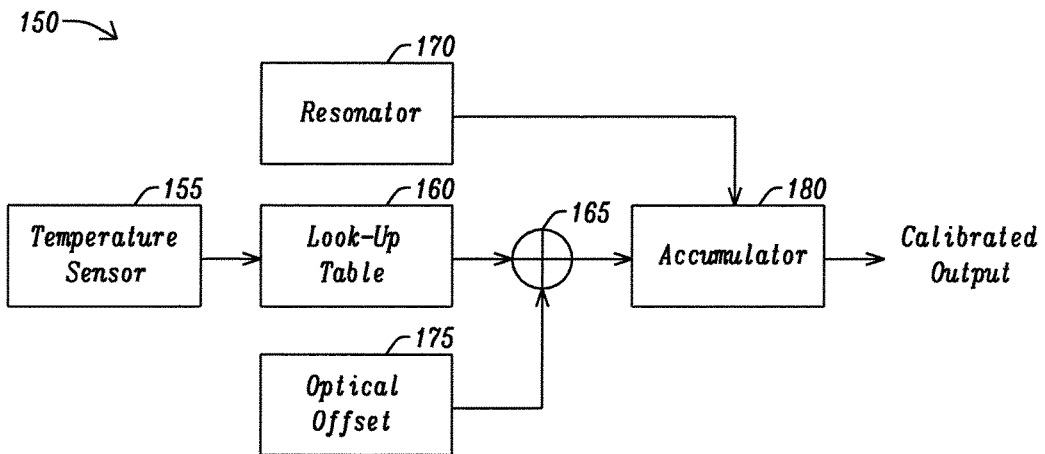 150
170
Resonator
155
Temperature
Sensor
160
Look-Up
Table
165
180
Accumulator
Calibrated
Output
175
Optical
Offset